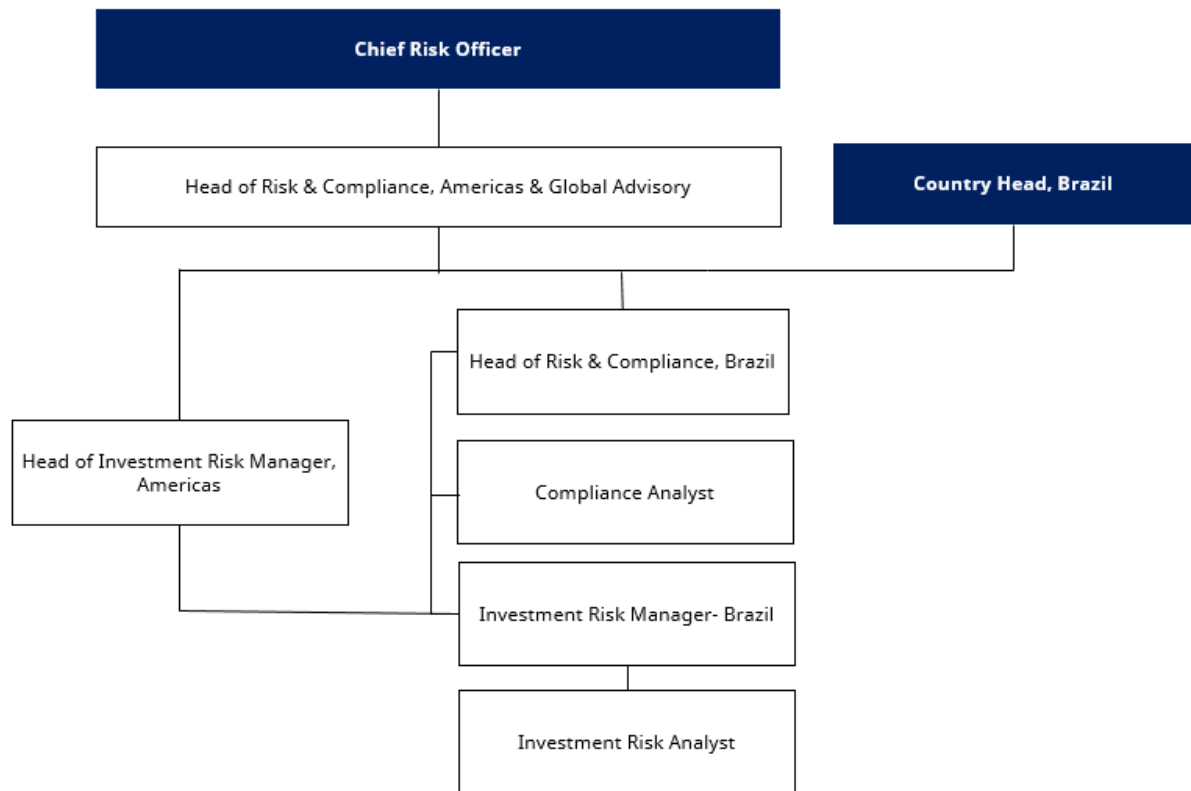 Chief Risk Officer
Head of Risk & Compliance, Americas & Global Advisory
Country Head, Brazil
Head of Risk & Compliance, Brazil
Head of Investment Risk Manager,
Americas
Compliance Analyst
Investment Risk Manager- Brazil
Investment Risk Analyst